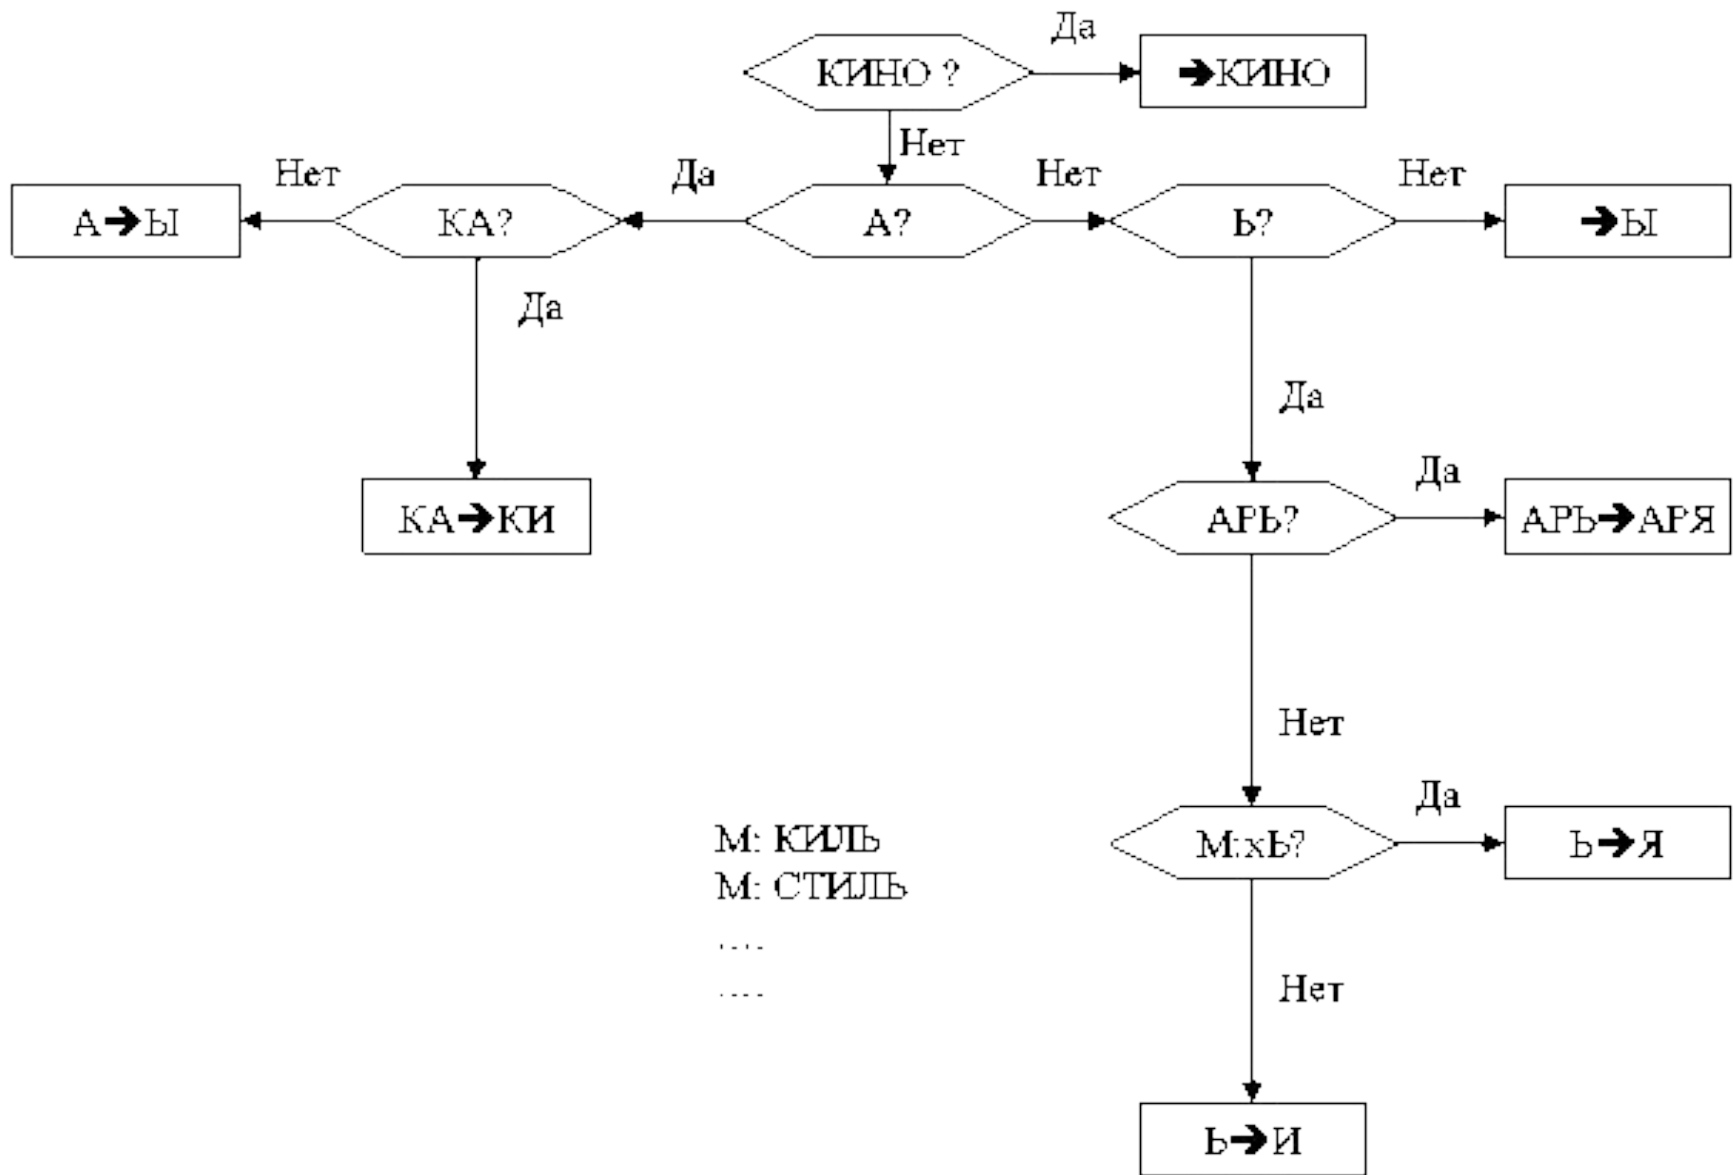 Да
КИНО ?
➔КИНО
Нет
Нет
Да
Нет
Нет
А➔Ы
КА?
А?
Ь?
➔Ы
Да
Да
КА➔КИ
АРЬ?
Да
АРЬ➔АРЯ
Нет
М: КИЛЬ
М: СТИЛЬ
....
....
М:хЬ?
Да
Ь➔Я
Нет
Ь➔И